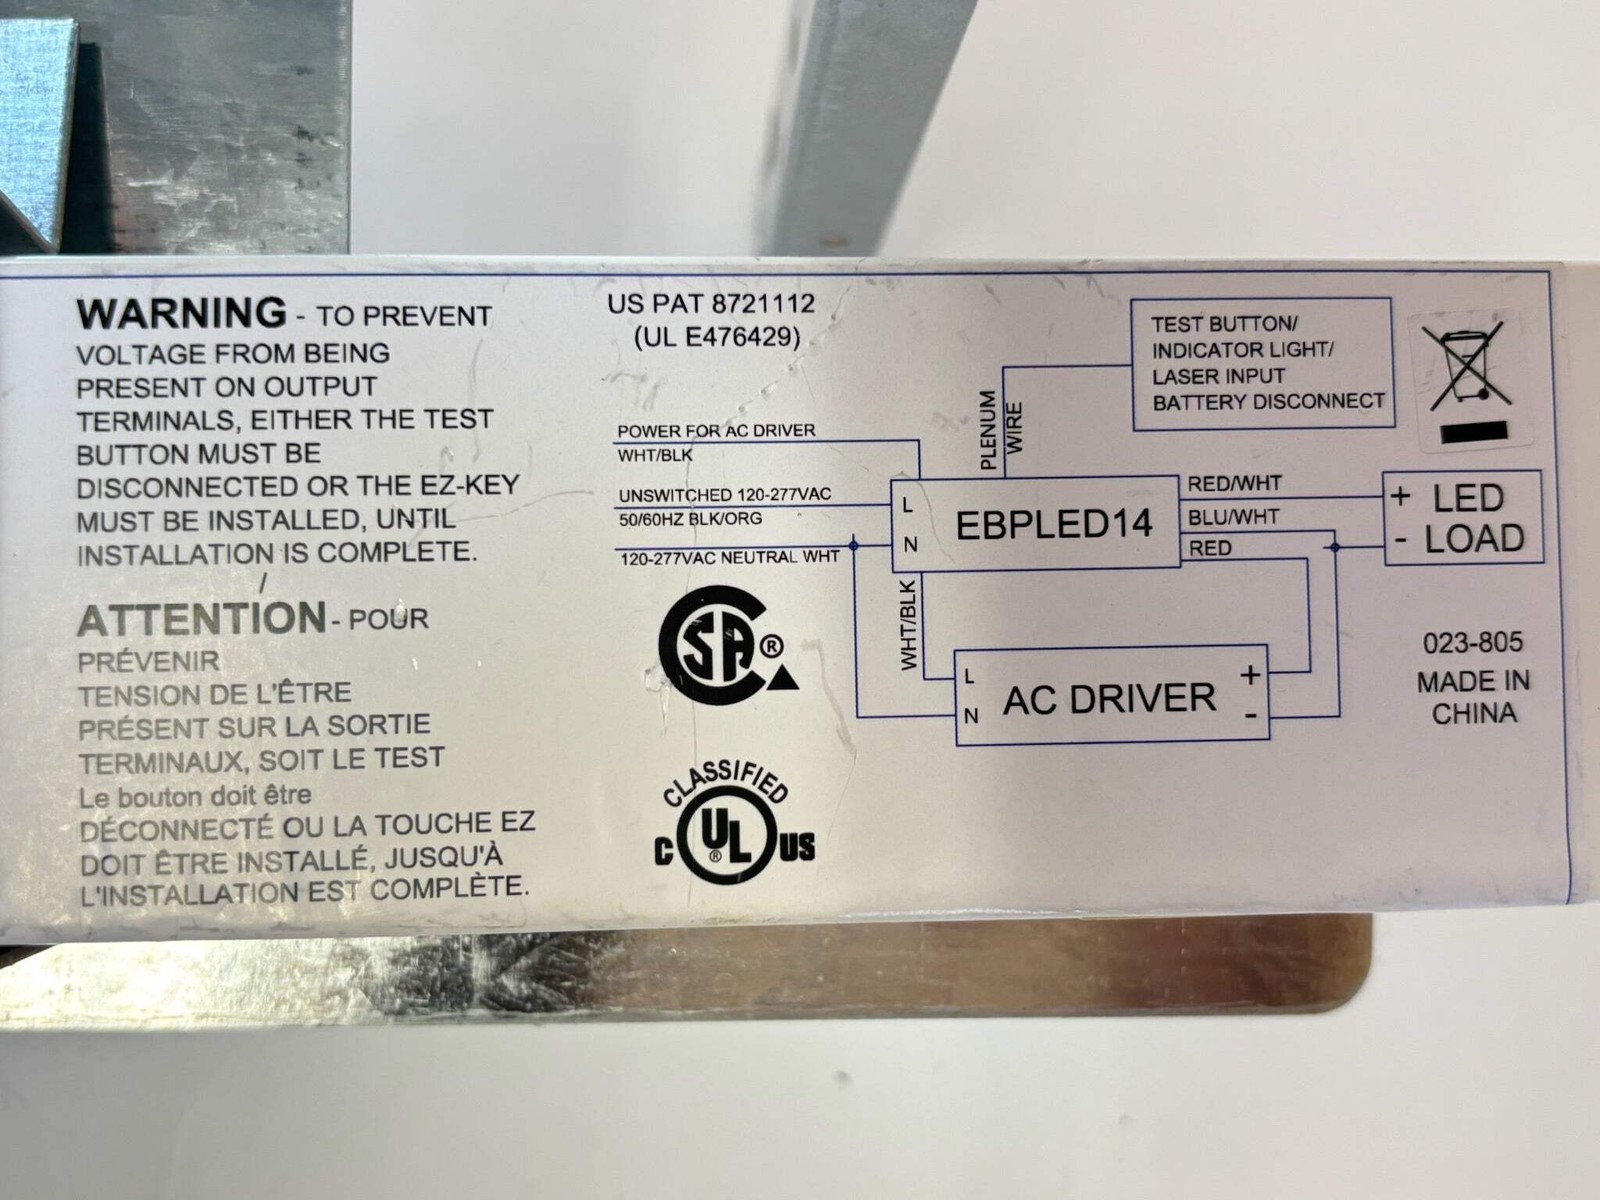 WARNING - TO PREVENT
VOLTAGE FROM BEING
PRESENT ON OUTPUT
TERMINALS, EITHER THE TEST
BUTTON MUST BE
DISCONNECTED OR THE EZ-KEY
MUST BE INSTALLED, UNTIL
INSTALLATION IS COMPLETE.
/
ATTENTION - POUR
PRÉVENIR
TENSION DE L'ÊTRE
PRÉSENT SUR LA SORTIE
TERMINAUX, SOIT LE TEST
Le bouton doit être
DÉCONNECTÉ OU LA TOUCHE EZ
DOIT ÊTRE INSTALLÉ, JUSQU'À
L'INSTALLATION EST COMPLÈTE.
US PAT 8721112
(UL E476429)
POWER FOR AC DRIVER
WHT/BLK
UNSWITCHED 120-277VAC
50/60HZ BLK/ORG
120-277VAC NEUTRAL WHT
SA®
CLASSIFIED
C UL® US
PLENUM
WIRE
TEST BUTTON/
INDICATOR LIGHT/
LASER INPUT
BATTERY DISCONNECT
L
N
EBPLED14
RED/WHT
BLU/WHT
RED
+ LED
- LOAD
WHT/BLK
L
N
AC DRIVER
+
-
023-805
MADE IN
CHINA